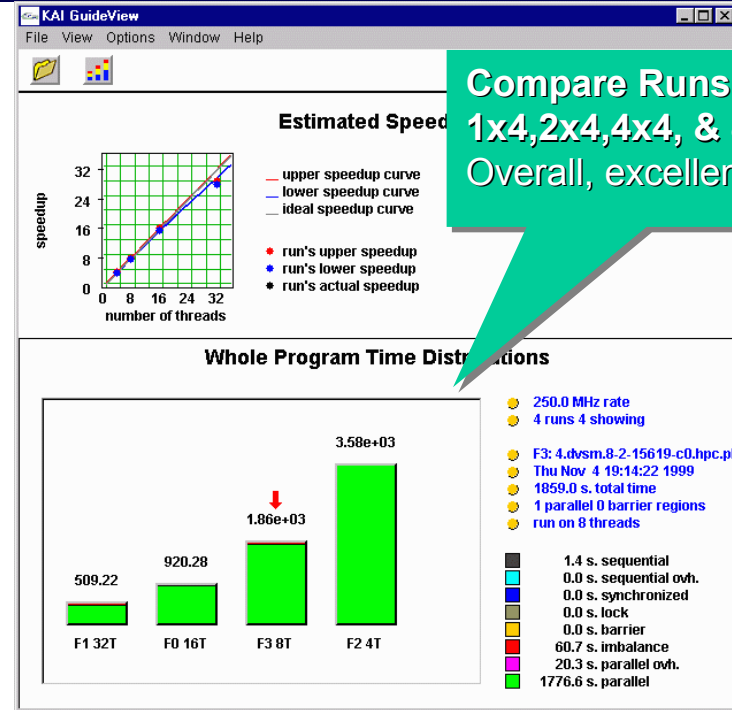 KAI GuideView
File View Options Window Help
Compare Runs
1x4,2x4,4x4, &
Overall,
Estimated
32
24
16
8
0
speedup
0 8 16 24 32
number of threads
upper speedup curve
lower speedup curve
ideal speedup curve
run's upper speedup
run's lower speedup
run's actual speedup
Whole Program Time
509.22
920.28
1.86e+03
3.58e+03
F1 32T F0 16T F3 8T F2 4T
250.0 MHz rate
4 runs 4 showing
F3: 4.dvsm.8-2-15619-c0.hpc.pl
Thu Nov 4 19:14:22 1999
1859.0 s. total time
1 parallel 0 barrier regions
run on 8 threads
1.4 s. sequential
0.0 s. sequential ovh.
0.0 s. synchronized
0.0 s. lock
0.0 s. barrier
60.7 s. imbalance
20.3 s. parallel ovh.
1776.6 s. parallel